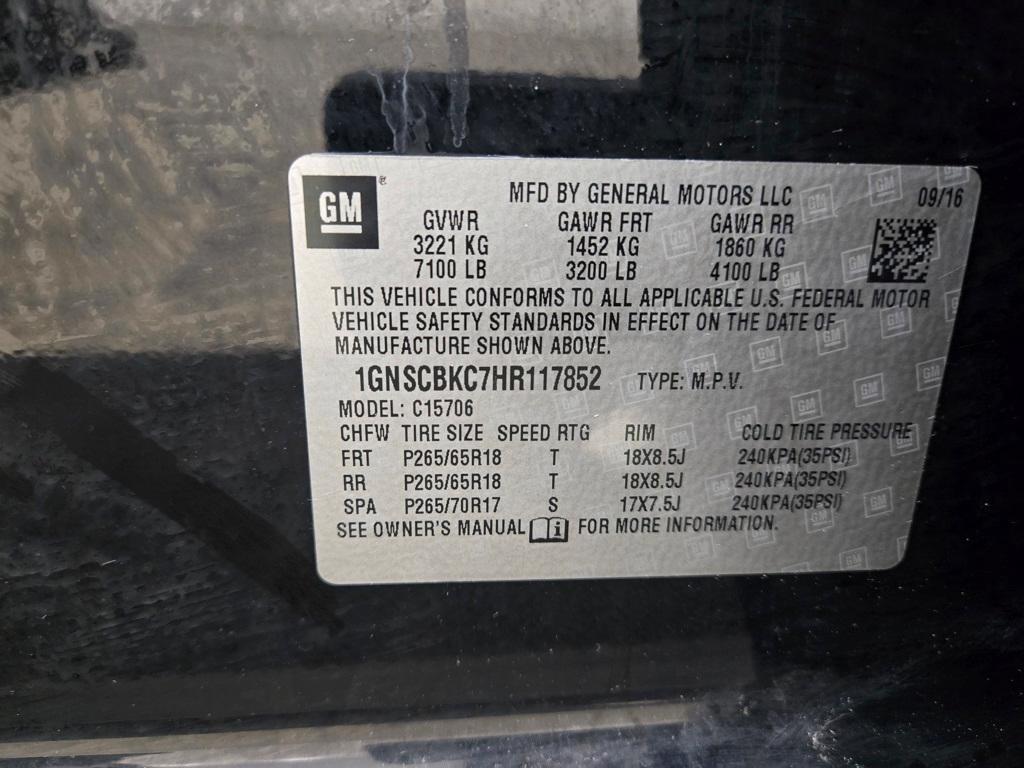 GM ®
MFD BY GENERAL MOTORS LLC 09/16
GVWR GAWR FRT GAWR RR
3221 KG 1452 KG 1860 KG
7100 LB 3200 LB 4100 LB
THIS VEHICLE CONFORMS TO ALL APPLICABLE U.S. FEDERAL MOTOR
VEHICLE SAFETY STANDARDS IN EFFECT ON THE DATE OF
MANUFACTURE SHOWN ABOVE.
1GNSCBKC7HR117852 TYPE: M.P.V.
MODEL: C15706
CHFW TIRE SIZE SPEED RTG RIM COLD TIRE PRESSURE
FRT P265/65R18 T 18X8.5J 240KPA(35PSI)
RR P265/65R18 T 18X8.5J 240KPA(35PSI)
SPA P265/70R17 S 17X7.5J 240KPA(35PSI)
SEE OWNER'S MANUAL i FOR MORE INFORMATION.